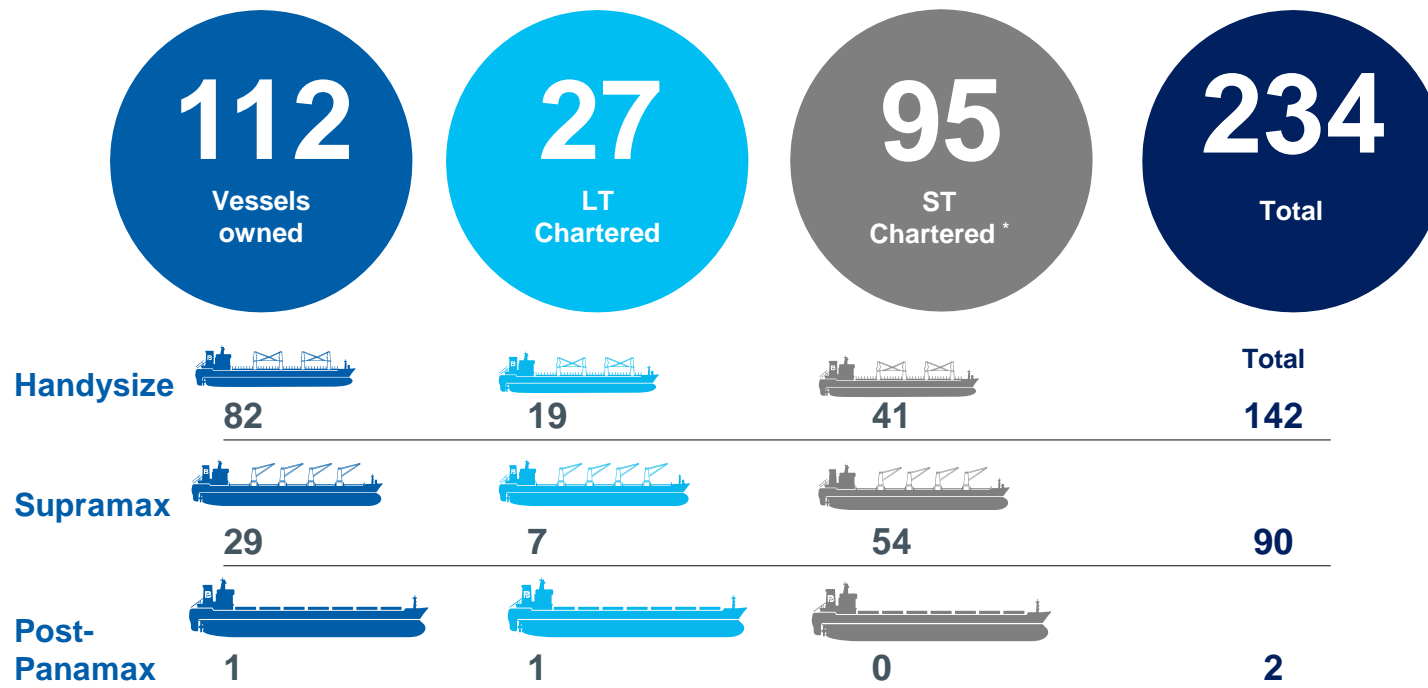 112
Vessels
owned
27
LT
Chartered
95
ST
Chartered *
234
Total
Total
Handysize
82
19
41
142
Supramax
29
7
54
90
Post-
Panamax
1
1
0
2